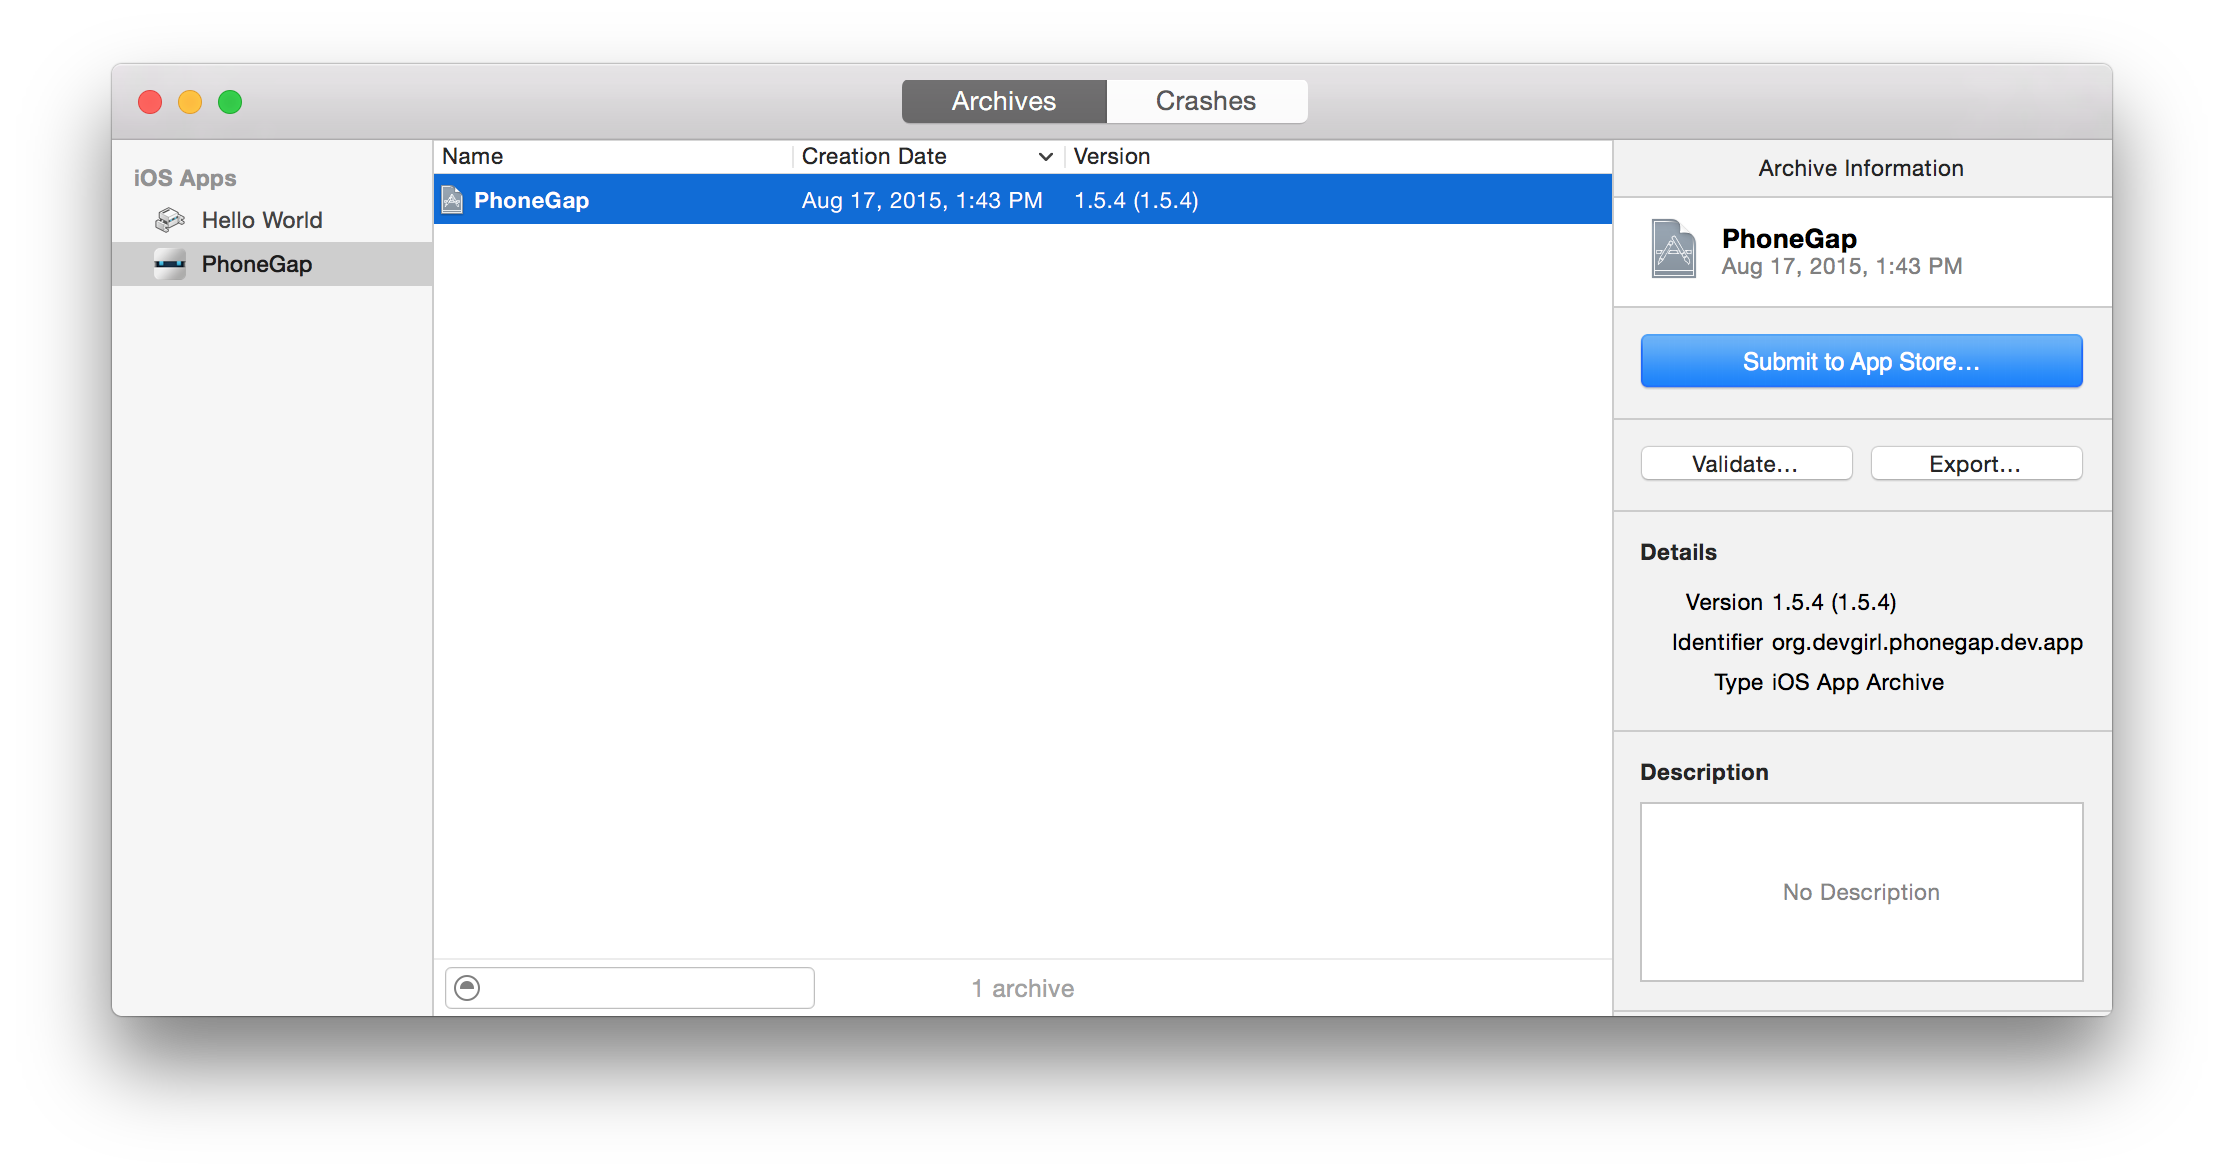 Archives Crashes
iOS Apps
Hello World
PhoneGap
Name Creation Date Version
PhoneGap Aug 17, 2015, 1:43 PM 1.5.4 (1.5.4)
1 archive
Archive Information
PhoneGap
Aug 17, 2015, 1:43 PM
Submit to App Store...
Validate... Export...
Details
Version 1.5.4 (1.5.4)
Identifier org.devgirl.phonegap.dev.app
Type iOS App Archive
Description
No Description